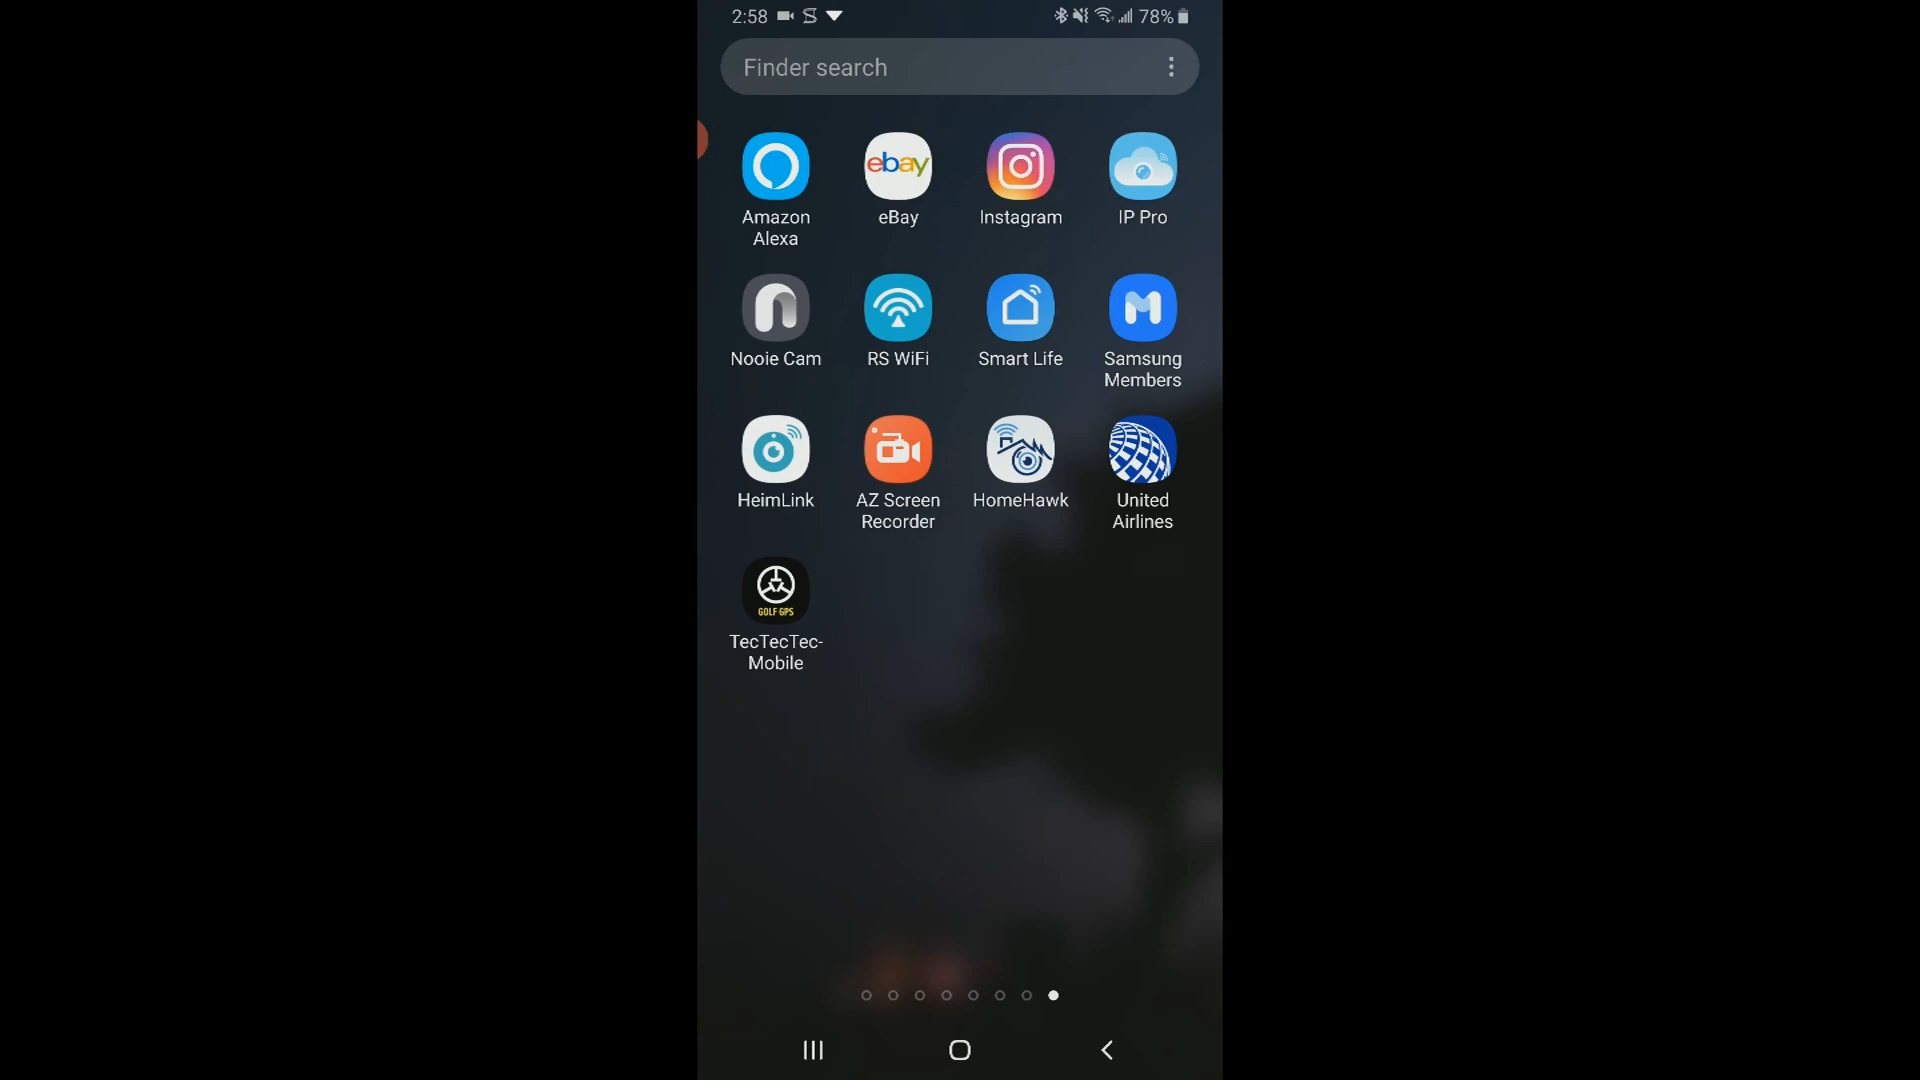 2:58
78%
Finder search
ebay
Amazon
Alexa
eBay
Instagram
IP Pro
Nooie Cam
RS WiFi
Smart Life
Samsung
Members
HeimLink
AZ Screen
Recorder
HomeHawk
United
Airlines
GOLF GPS
TecTecTec-
Mobile